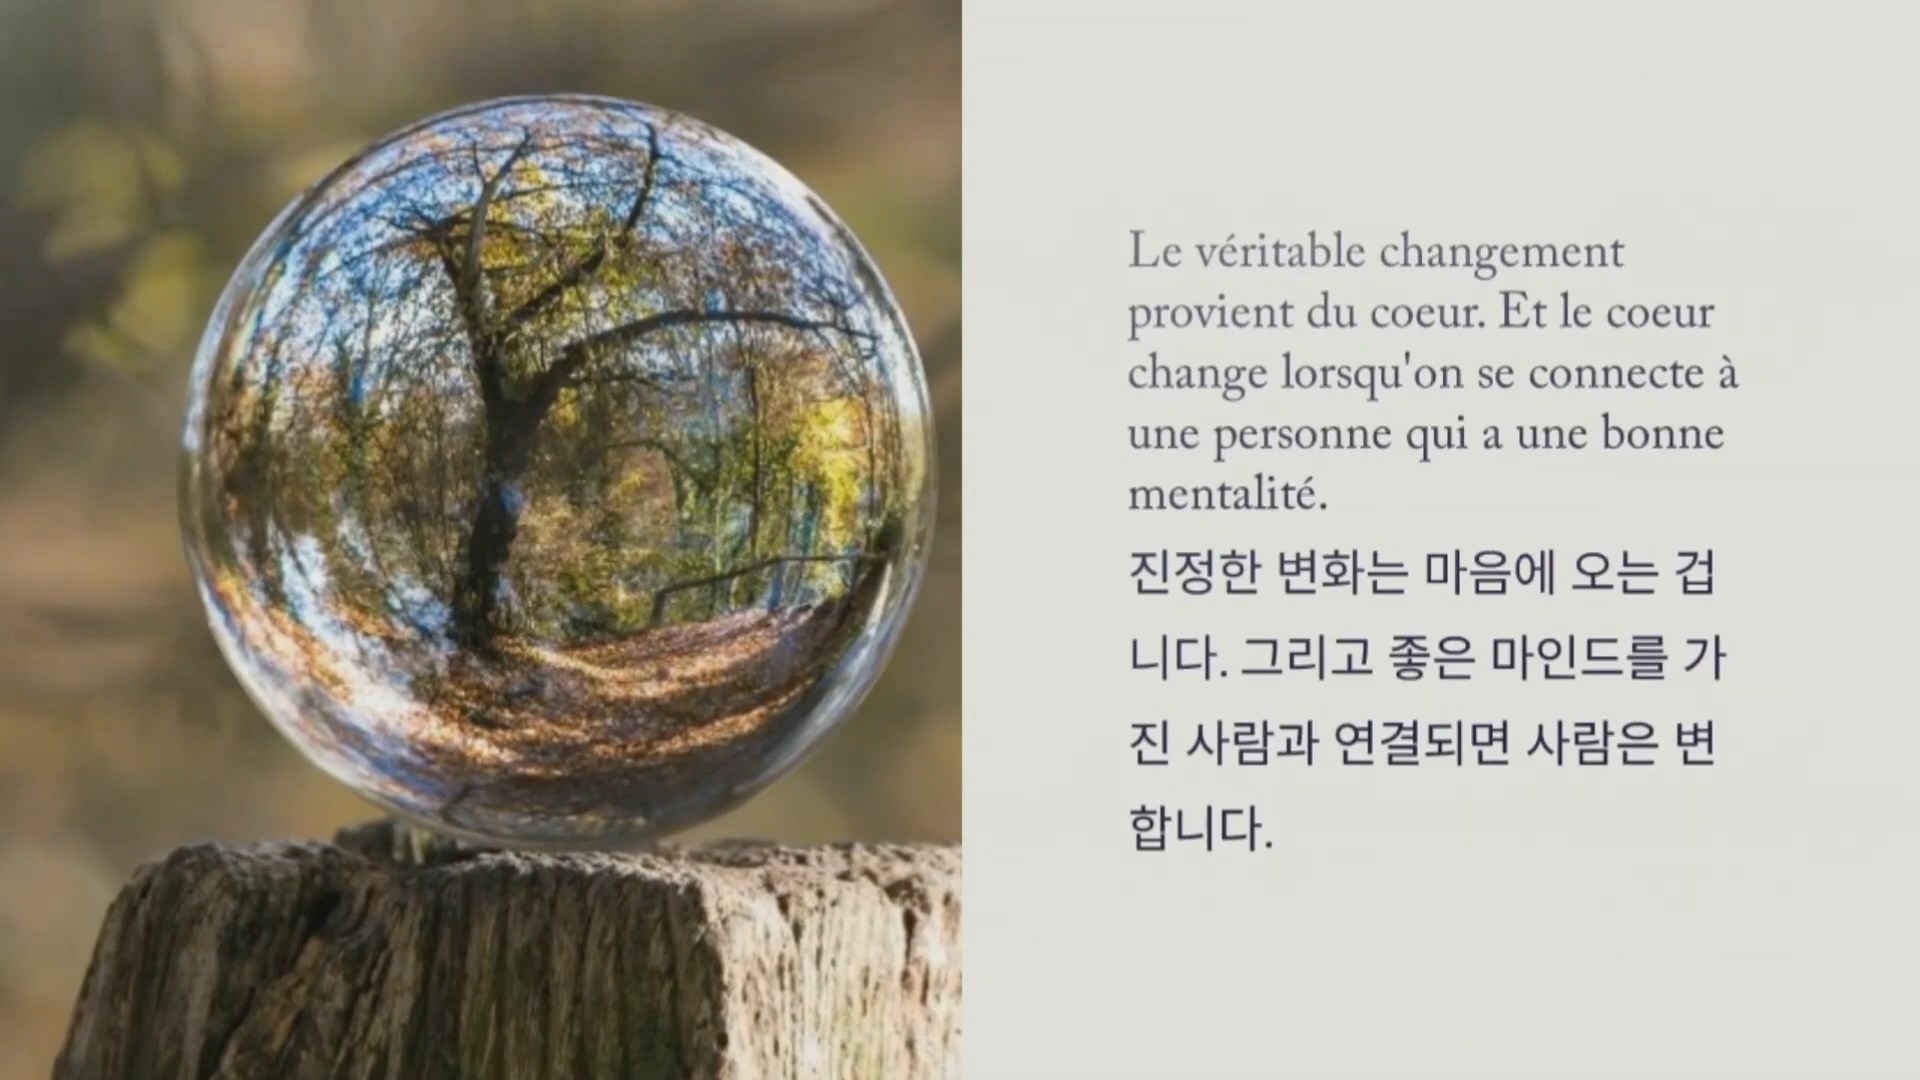 Le véritable changement
provient du coeur. Et le coeur
change lorsqu'on se connecte à
une personne qui a une bonne
mentalité.
진정한 변화는 마음에 오는 겁
니다. 그리고 좋은 마인드를 가
진 사람과 연결되면 사람은 변
합니다.